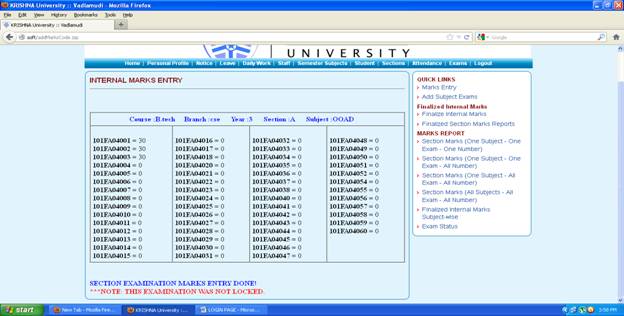 KRISHNA University :: Vadlamudi - Mozilla Firefox
File Edit View History Bookmarks Tools Help
KRISHNA University :: Vadlamudi
soft/addMarksCode.jsp
Google
UNIVERSITY
Home | Personal Profile | Notice | Leave | Daily Work | Staff | Semester Subjects | Student | Sections | Attendance | Exams | Logout
INTERNAL MARKS ENTRY
Course :B.tech Branch :cse Year :3 Section :A Subject :OOAD
101FA04001 = 30 101FA04016 = 0 101FA04032 = 0 101FA04048 = 0
101FA04002 = 30 101FA04017 = 0 101FA04033 = 0 101FA04049 = 0
101FA04003 = 30 101FA04018 = 0 101FA04034 = 0 101FA04050 = 0
101FA04004 = 0 101FA04020 = 0 101FA04035 = 0 101FA04051 = 0
101FA04005 = 0 101FA04021 = 0 101FA04036 = 0 101FA04052 = 0
101FA04006 = 0 101FA04022 = 0 101FA04037 = 0 101FA04054 = 0
101FA04007 = 0 101FA04023 = 0 101FA04038 = 0 101FA04055 = 0
101FA04008 = 0 101FA04024 = 0 101FA04040 = 0 101FA04056 = 0
101FA04009 = 0 101FA04025 = 0 101FA04041 = 0 101FA04057 = 0
101FA04010 = 0 101FA04026 = 0 101FA04042 = 0 101FA04058 = 0
101FA04011 = 0 101FA04027 = 0 101FA04043 = 0 101FA04059 = 0
101FA04012 = 0 101FA04028 = 0 101FA04044 = 0 101FA04060 = 0
101FA04013 = 0 101FA04029 = 0 101FA04045 = 0
101FA04014 = 0 101FA04030 = 0 101FA04046 = 0
101FA04015 = 0 101FA04031 = 0 101FA04047 = 0
SECTION EXAMINATION MARKS ENTRY DONE!
***NOTE: THIS EXAMINATION WAS NOT LOCKED.
QUICK LINKS
Marks Entry
Add Subject Exams
Finalized Internal Marks
Finalize Internal Marks
Finalized Section Marks Reports
MARKS REPORT
Section Marks (One Subject - One
Exam - One Number)
Section Marks (One Subject - One
Exam - All Number)
Section Marks (One Subject - All
Exam - All Number)
Section Marks (All Subjects - All
Exam - All Number)
Finalized Internal Marks
Subject-wise
Exam Status
start
New Tab - Mozilla Firef...
KRISHNA University :...
LOGIN PAGE - Micros...
3:50 PM